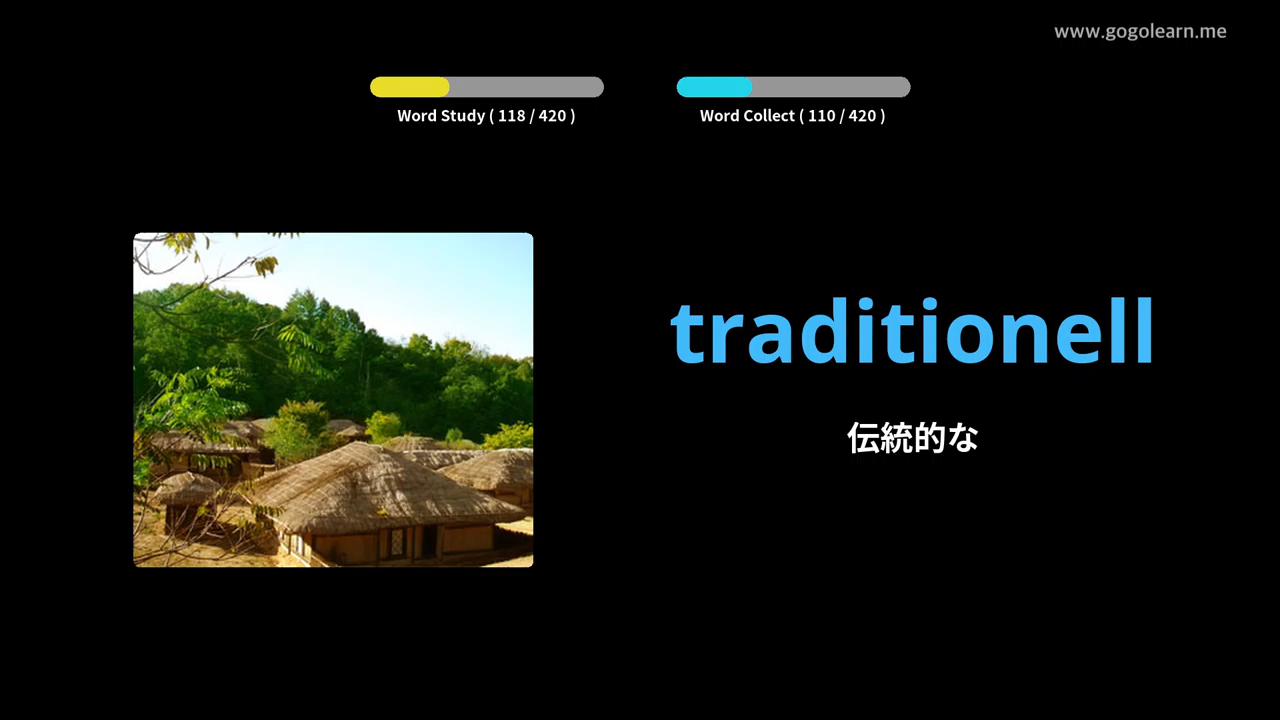 www.gogolearn.me
Word Study ( 118 / 420 )
Word Collect ( 110 / 420 )
traditionell
伝統的な